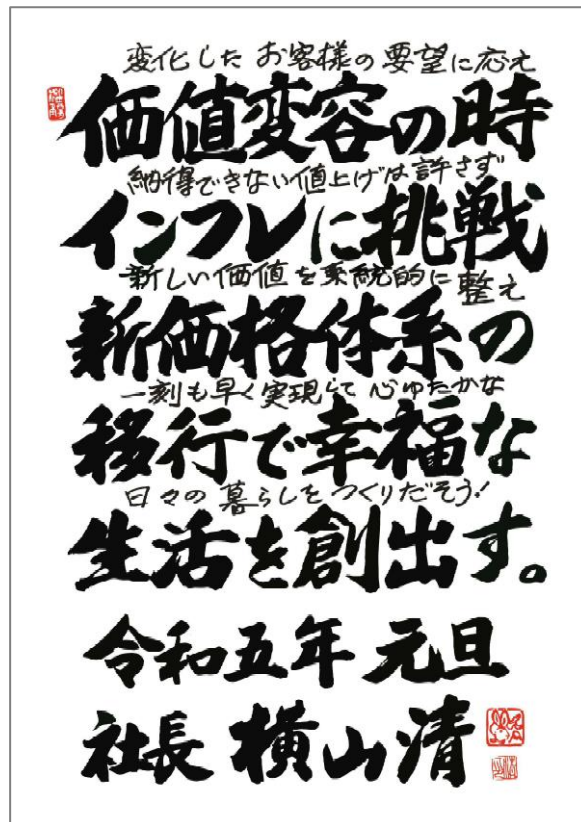 変化した お客様の要望に応え
価値変容の時
納得できない値上げは許さず
インフレに挑戦
新しい価値を系統的に整え
新価格体系の
一刻も早く実現して 心ゆたかな
移行で幸福な
日々の暮らしをつくりだそう!
生活を創出す。
令和五年 元旦
社長 横山清